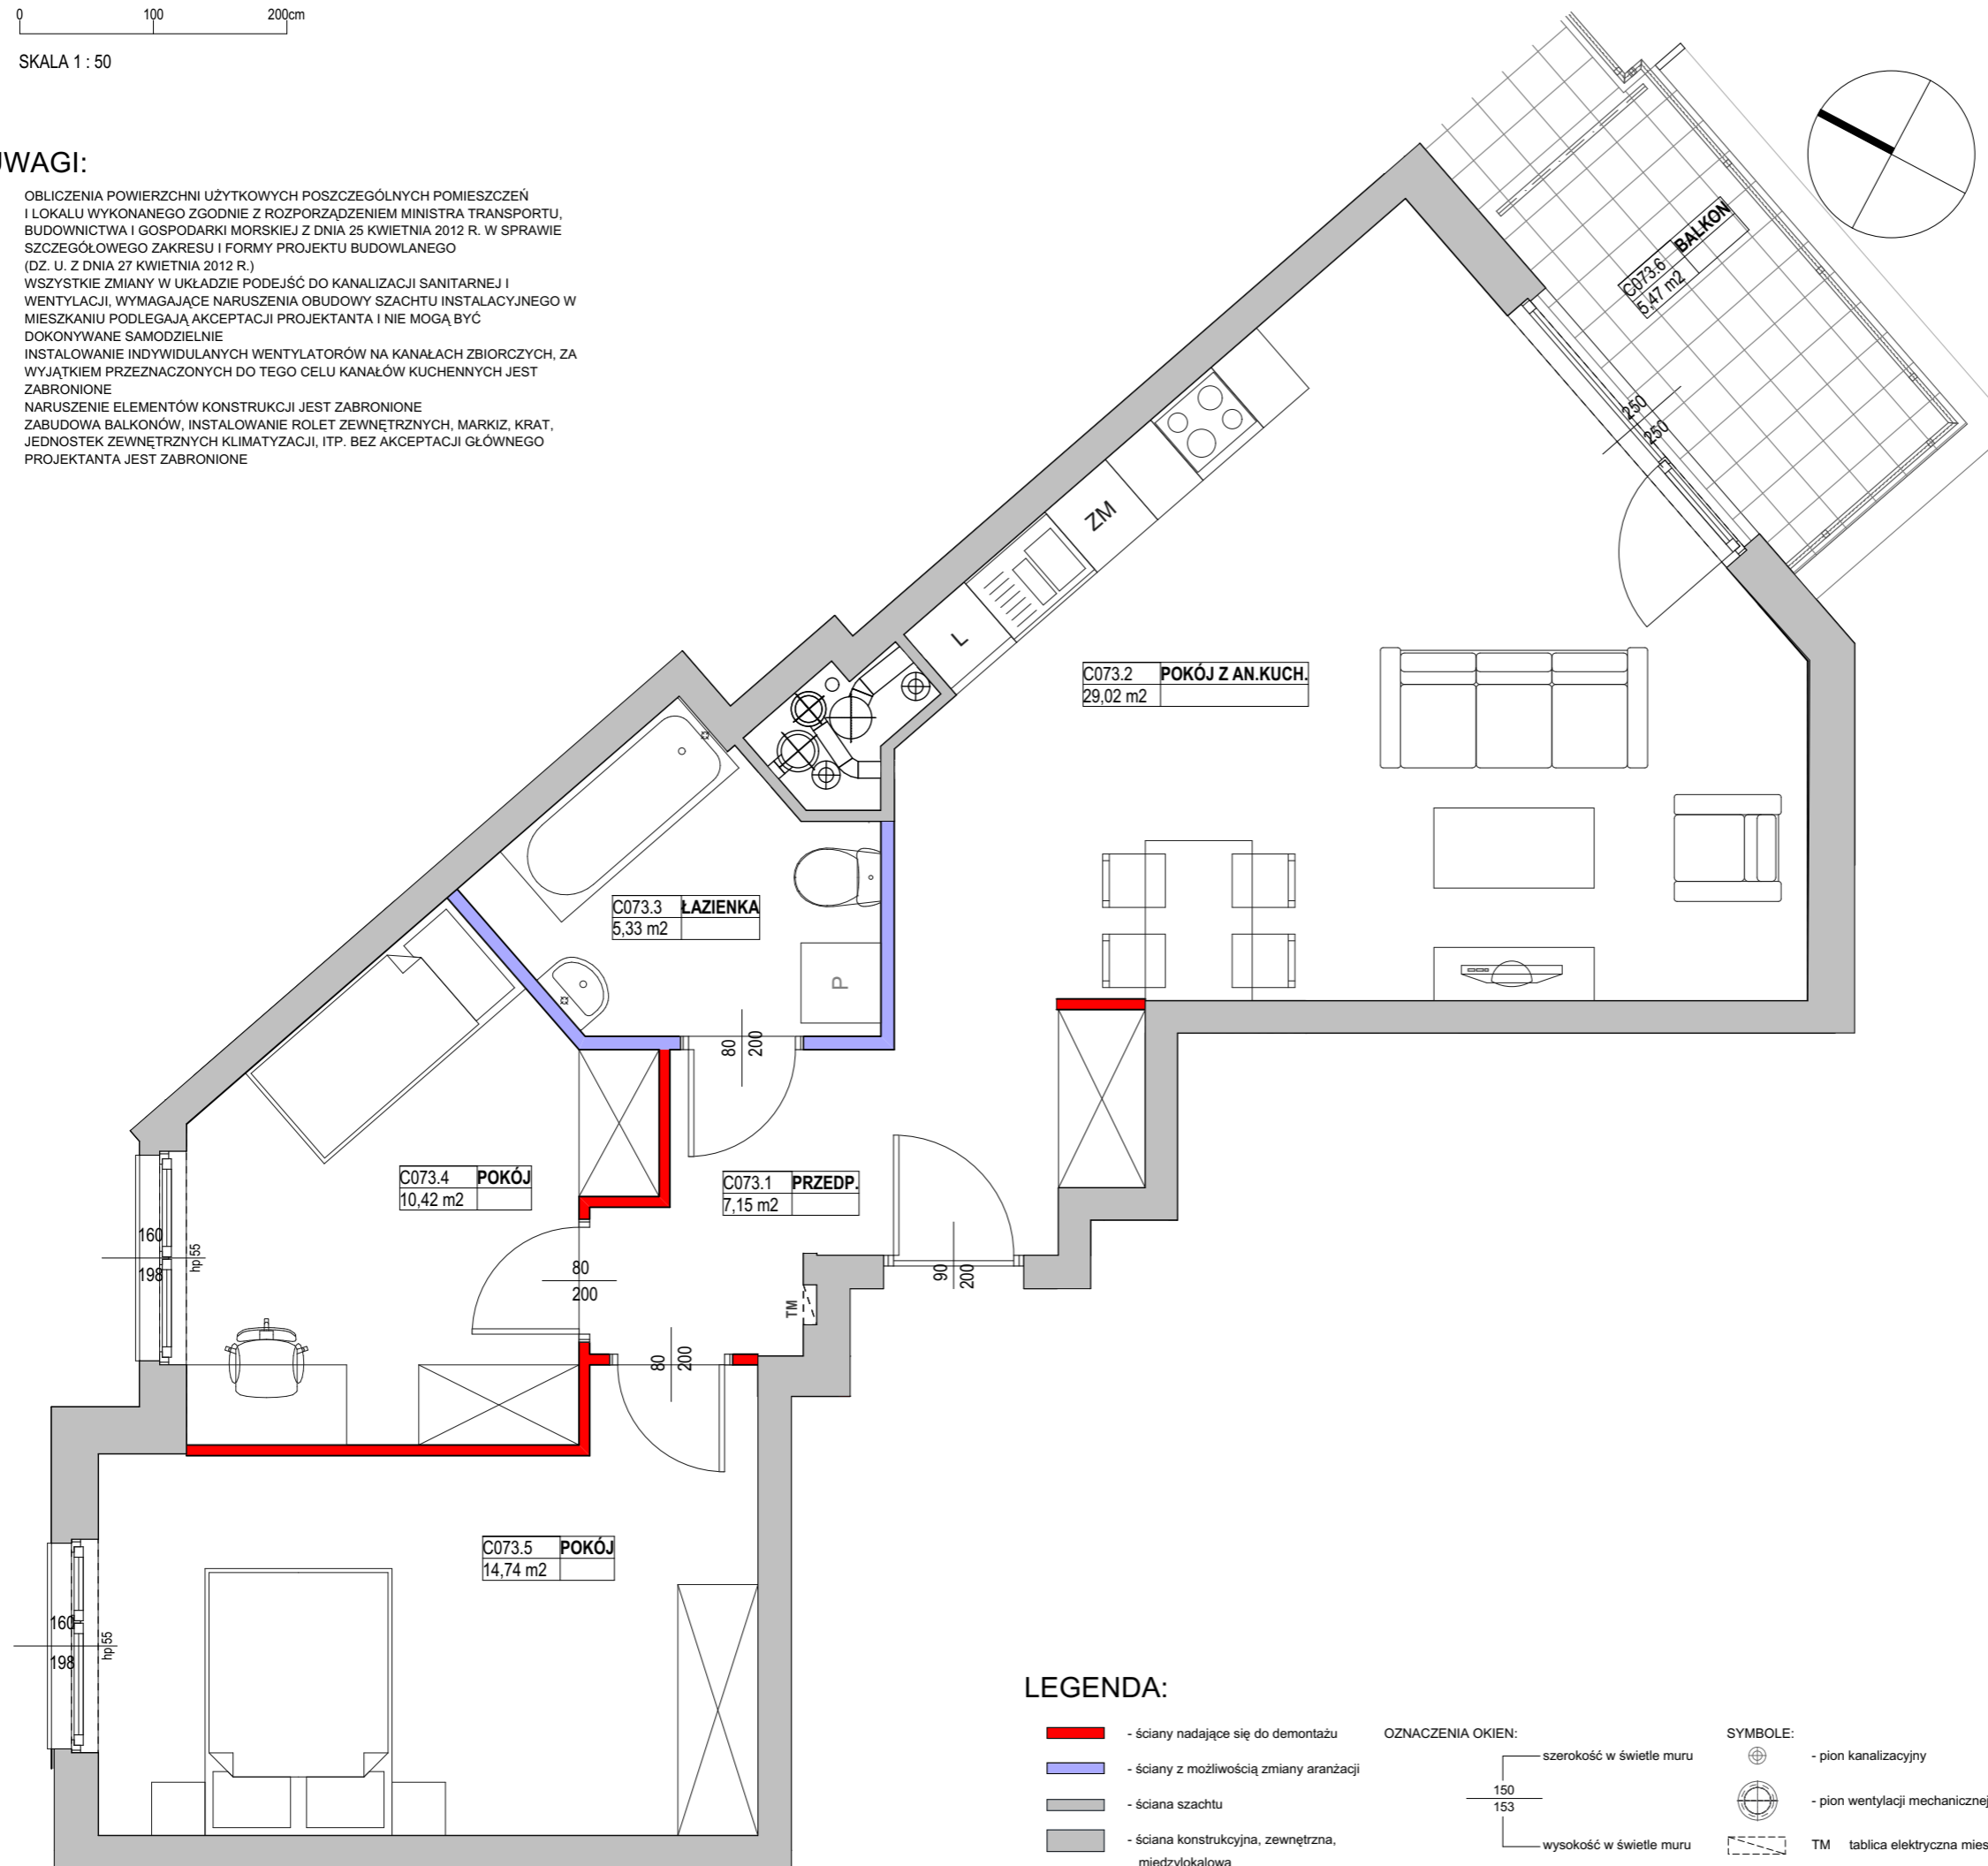 0 100 200cm
SKALA 1 : 50
UWAGI:
OBLICZENIA POWIERZCHNI UŻYTKOWYCH POSZCZEGÓLNYCH POMIESZCZEŃ
I LOKALU WYKONANEGO ZGODNIE Z ROZPORZĄDZENIEM MINISTRA TRANSPORTU,
BUDOWNICTWA I GOSPODARKI MORSKIEJ Z DNIA 25 KWIETNIA 2012 R. W SPRAWIE
SZCZEGÓŁOWEGO ZAKRESU I FORMY PROJEKTU BUDOWLANEGO
(DZ. U. Z DNIA 27 KWIETNIA 2012 R.)
WSZYSTKIE ZMIANY W UKŁADZIE PODEJŚĆ DO KANALIZACJI SANITARNEJ I
WENTYLACJI, WYMAGAJĄCE NARUSZENIA OBUDOWY SZACHTU INSTALACYJNEGO W
MIESZKANIU PODLEGAJĄ AKCEPTACJI PROJEKTANTA I NIE MOGĄ BYĆ
DOKONYWANE SAMODZIELNIE
INSTALOWANIE INDYWIDULANYCH WENTYLATORÓW NA KANAŁACH ZBIORCZYCH, ZA
WYJĄTKIEM PRZEZNACZONYCH DO TEGO CELU KANAŁÓW KUCHENNYCH JEST
ZABRONIONE
NARUSZENIE ELEMENTÓW KONSTRUKCJI JEST ZABRONIONE
ZABUDOWA BALKONÓW, INSTALOWANIE ROLET ZEWNĘTRZNYCH, MARKIZ, KRAT,
JEDNOSTEK ZEWNĘTRZNYCH KLIMATYZACJI, ITP. BEZ AKCEPTACJI GŁÓWNEGO
PROJEKTANTA JEST ZABRONIONE
C073.6 BALKON
5,47 m2
250
250
ZM
L
C073.2 POKÓJ Z AN.KUCH.
29,02 m2
C073.3 ŁAZIENKA
5,33 m2
P
80
200
C073.4 POKÓJ
10,42 m2
C073.1 PRZEDP.
7,15 m2
160
198
hp 55
80
200
90
200
TM
80
200
C073.5 POKÓJ
14,74 m2
160
198
hp 55
LEGENDA:
- ściany nadające się do demontażu
- ściany z możliwością zmiany aranżacji
- ściana szachtu
- ściana konstrukcyjna, zewnętrzna,
międzylokalowa
OZNACZENIA OKIEN:
szerokość w świetle muru
150
153
wysokość w świetle muru
SYMBOLE:
- pion kanalizacyjny
- pion wentylacji mechanicznej
TM tablica elektryczna mies